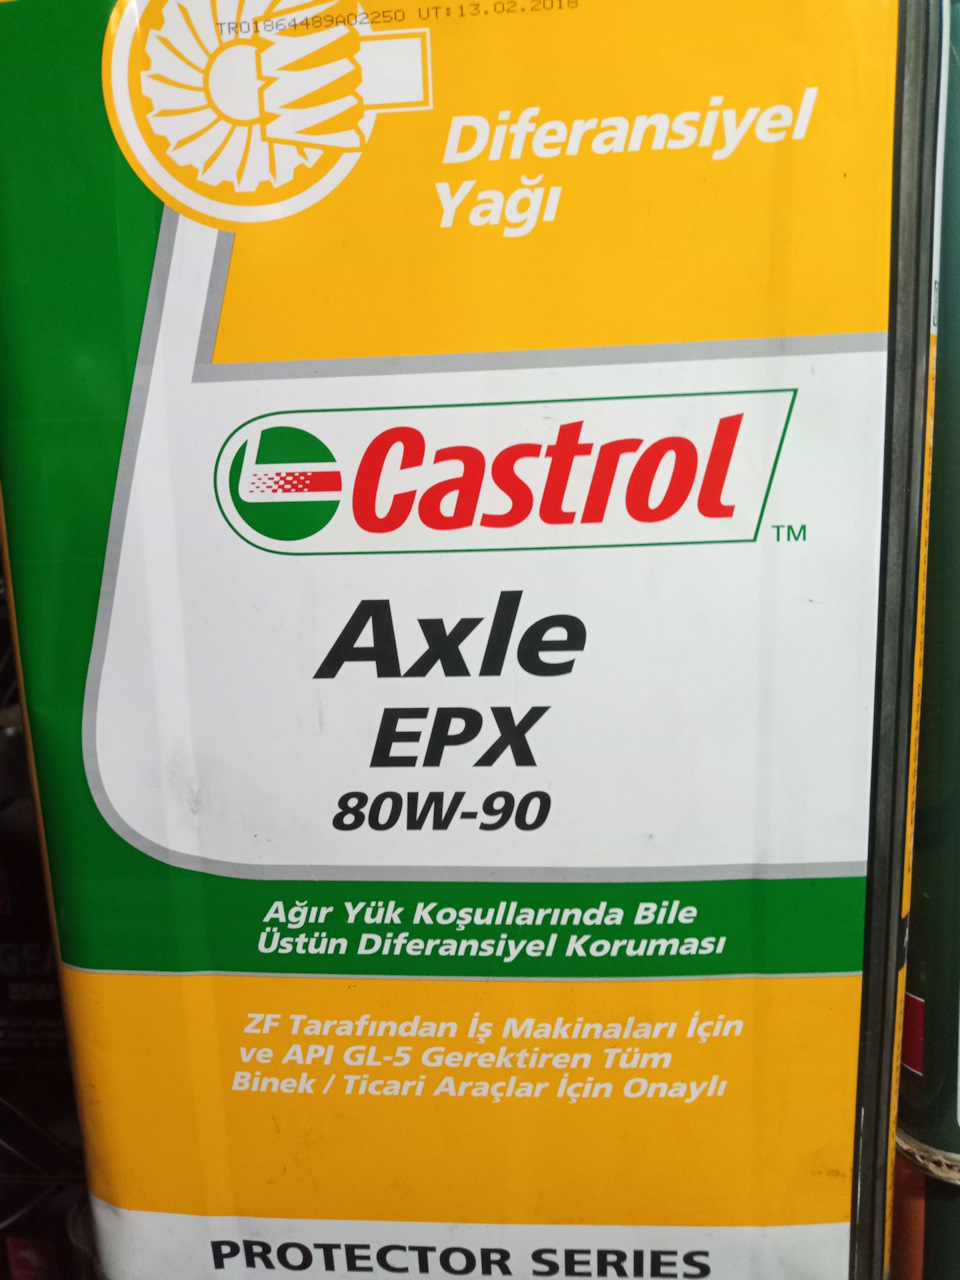 TR01864489A02250 UT:13.02.2018
Diferansiyel
Yağı
Castrol
TM
Axle
EPX
80W-90
Ağır Yük Koşullarında Bile
Üstün Diferansiyel Koruması
ZF Tarafından İş Makinaları İçin
ve API GL-5 Gerektiren Tüm
Binek / Ticari Araçlar İçin Onaylı
PROTECTOR SERIES